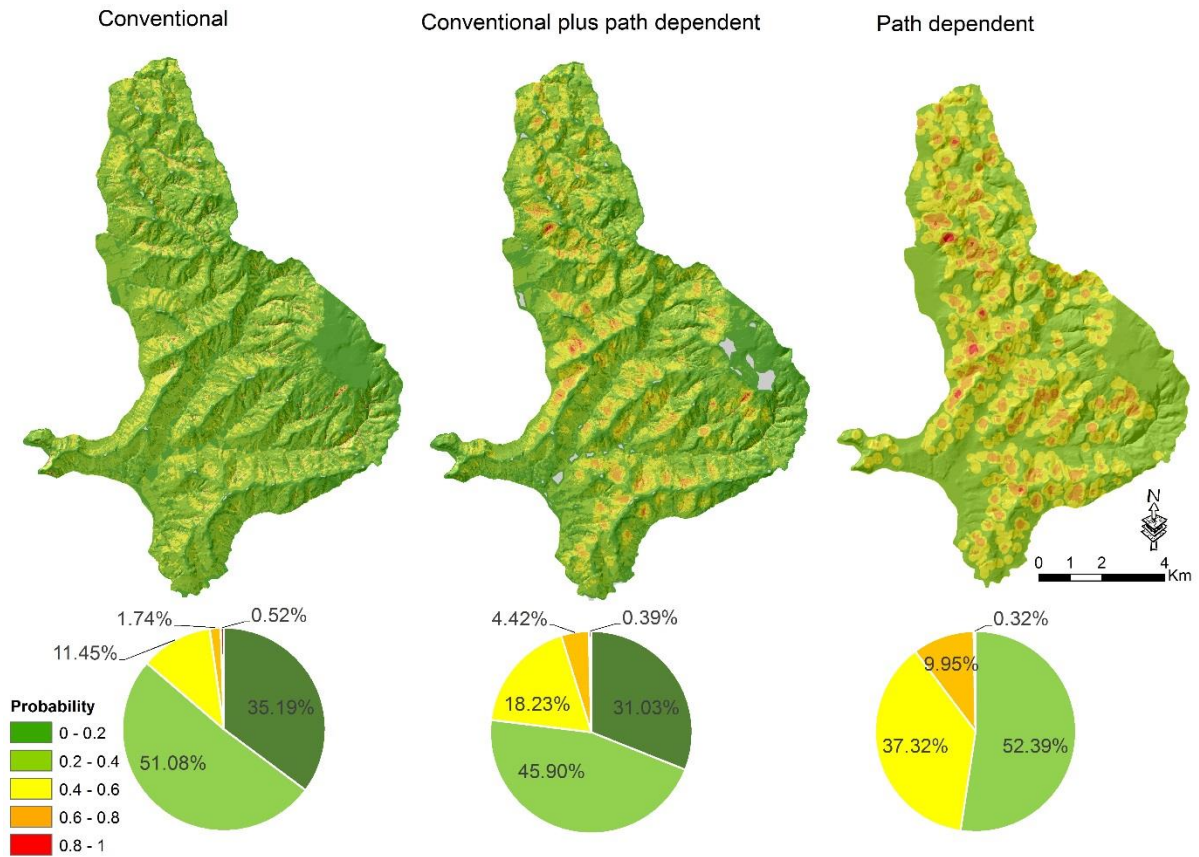 Conventional
Conventional plus path dependent
Path dependent
N
0 1 2 4
Km
1.74%
0.52%
11.45%
35.19%
51.08%
4.42%
0.39%
18.23%
31.03%
45.90%
0.32%
9.95%
37.32%
52.39%
Probability
0 - 0.2
0.2 - 0.4
0.4 - 0.6
0.6 - 0.8
0.8 - 1